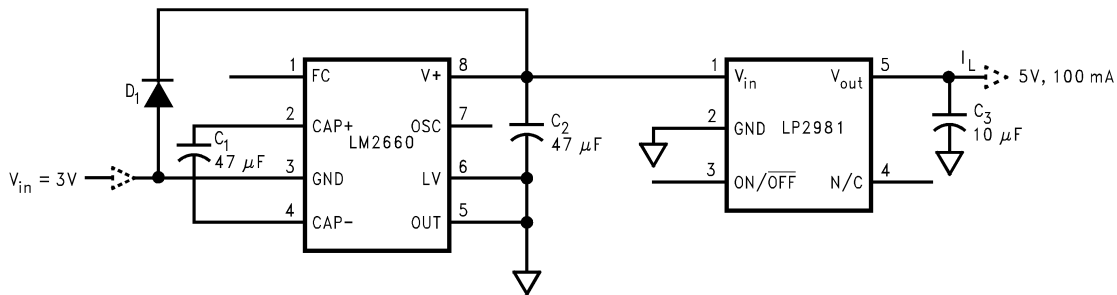 1 FC
V+ 8
D1
2 CAP+
OSC 7
C1
47 μF
LM2660
C2
47 μF
Vin = 3V
3 GND
LV 6
4 CAP-
OUT 5
1 Vin
Vout 5
IL
5V, 100 mA
2 GND
LP2981
C3
10 μF
3 ON/OFF
N/C 4